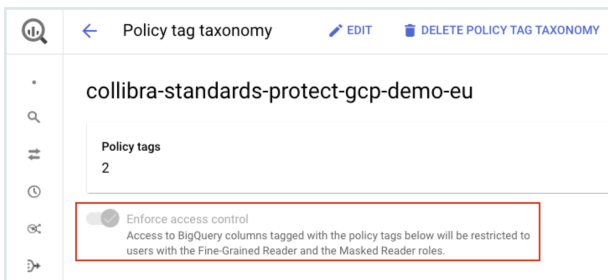 Policy tag taxonomy
EDIT
DELETE POLICY TAG TAXONOMY
collibra-standards-protect-gcp-demo-eu
Policy tags
2
Enforce access control
Access to BigQuery columns tagged with the policy tags below will be restricted to
users with the Fine-Grained Reader and the Masked Reader roles.